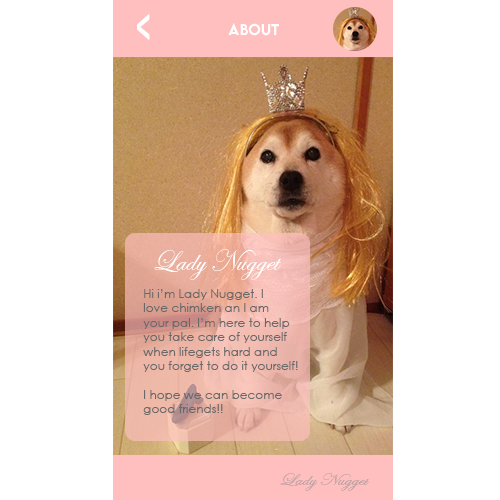 ABOUT
Lady Nugget
Hi i'm Lady Nugget. I
love chimken an I am
your pal. I'm here to help
you take care of yourself
when lifegets hard and
you forget to do it yourself!
I hope we can become
good friends!!
Lady Nugget